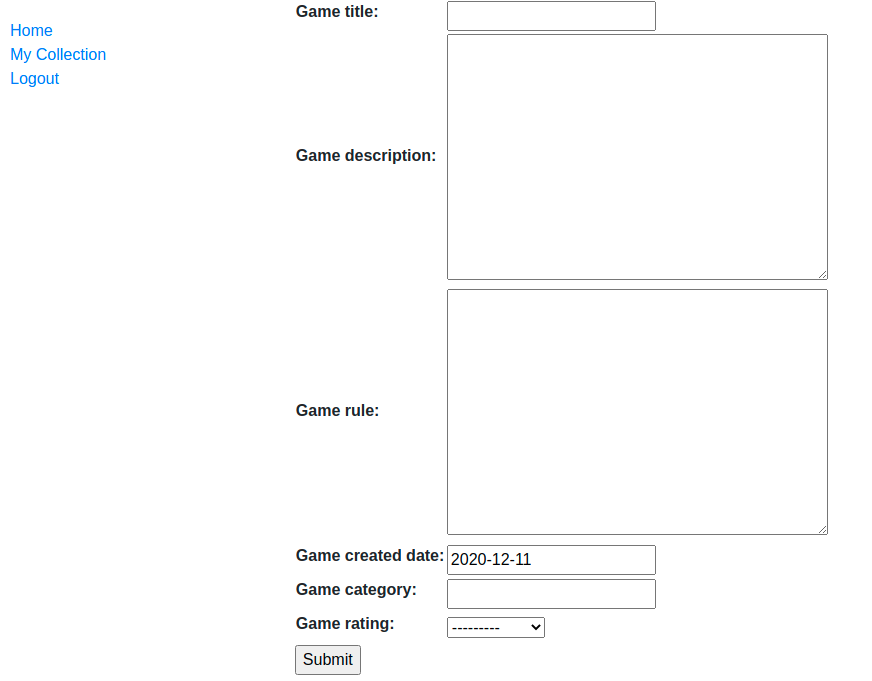 Home
My Collection
Logout
Game title:
Game description:
Game rule:
Game created date: 2020-12-11
Game category:
Game rating: ---------
Submit